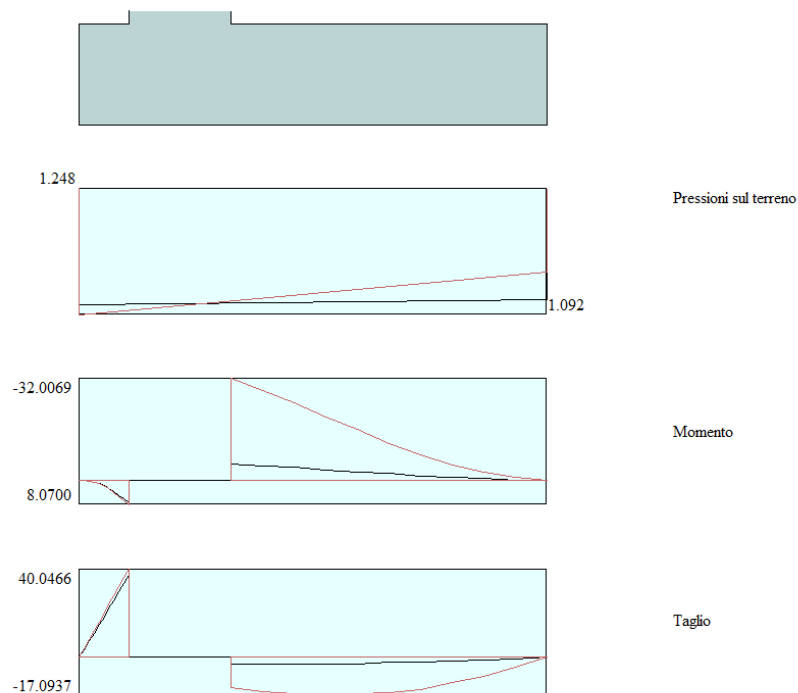 1.248
Pressioni sul terreno
1.092
-32.0069
Momento
8.0700
40.0466
Taglio
-17.0937